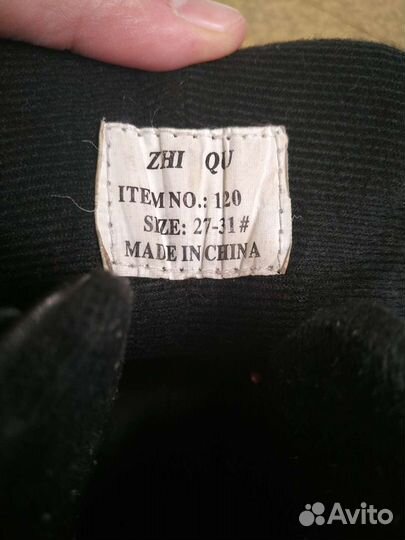 ZHI QU
ITEM NO.: 120
SIZE: 27-31#
MADE IN CHINA
Avito